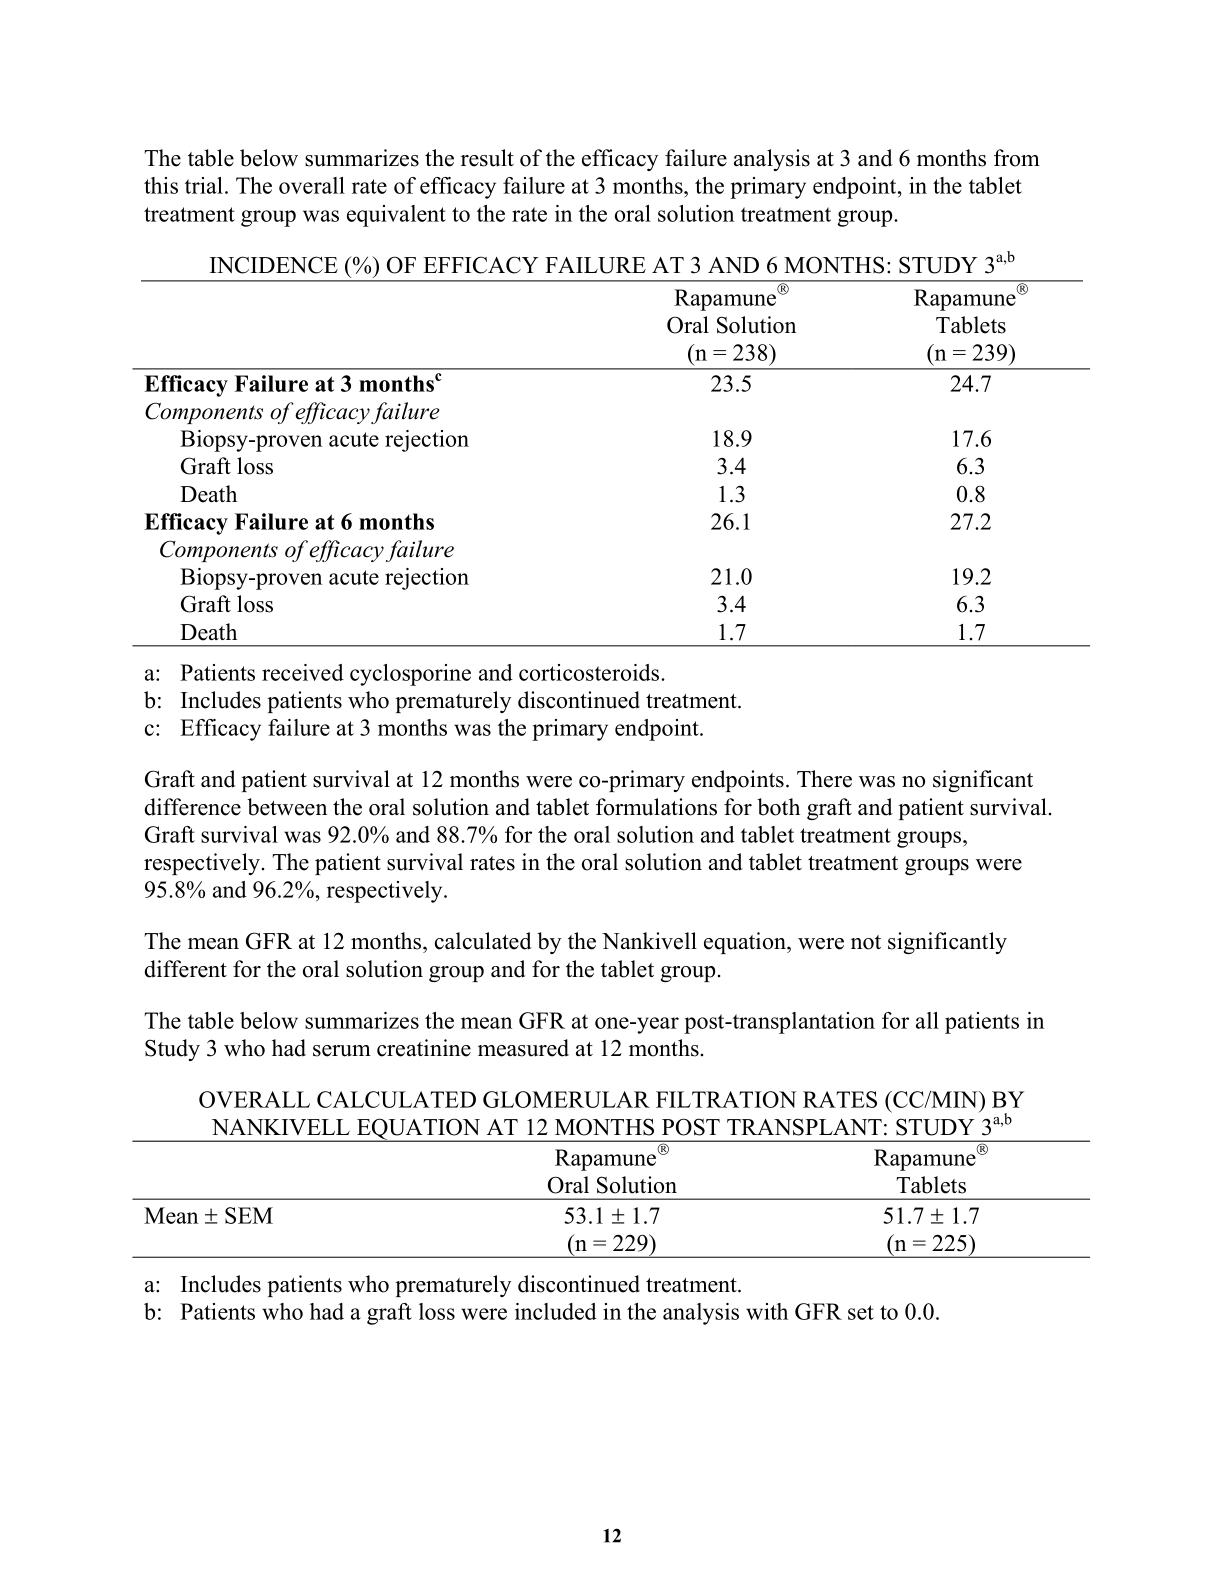 The table below summarizes the result of the efficacy failure analysis at 3 and 6 months from
this trial. The overall rate of efficacy failure at 3 months, the primary endpoint, in the tablet
treatment group was equivalent to the rate in the oral solution treatment group.
INCIDENCE (%) OF EFFICACY FAILURE AT 3 AND 6 MONTHS: STUDY 3a,b
Rapamune® Rapamune®
Oral Solution Tablets
(n = 238) (n = 239)
Efficacy Failure at 3 monthsc 23.5 24.7
Components of efficacy failure
Biopsy-proven acute rejection 18.9 17.6
Graft loss 3.4 6.3
Death 1.3 0.8
Efficacy Failure at 6 months 26.1 27.2
Components of efficacy failure
Biopsy-proven acute rejection 21.0 19.2
Graft loss 3.4 6.3
Death 1.7 1.7
a: Patients received cyclosporine and corticosteroids.
b: Includes patients who prematurely discontinued treatment.
c: Efficacy failure at 3 months was the primary endpoint.
Graft and patient survival at 12 months were co-primary endpoints. There was no significant
difference between the oral solution and tablet formulations for both graft and patient survival.
Graft survival was 92.0% and 88.7% for the oral solution and tablet treatment groups,
respectively. The patient survival rates in the oral solution and tablet treatment groups were
95.8% and 96.2%, respectively.
The mean GFR at 12 months, calculated by the Nankivell equation, were not significantly
different for the oral solution group and for the tablet group.
The table below summarizes the mean GFR at one-year post-transplantation for all patients in
Study 3 who had serum creatinine measured at 12 months.
OVERALL CALCULATED GLOMERULAR FILTRATION RATES (CC/MIN) BY
NANKIVELL EQUATION AT 12 MONTHS POST TRANSPLANT: STUDY 3a,b
Rapamune® Rapamune®
Oral Solution Tablets
Mean ± SEM 53.1 ± 1.7 51.7 ± 1.7
(n = 229) (n = 225)
a: Includes patients who prematurely discontinued treatment.
b: Patients who had a graft loss were included in the analysis with GFR set to 0.0.
12